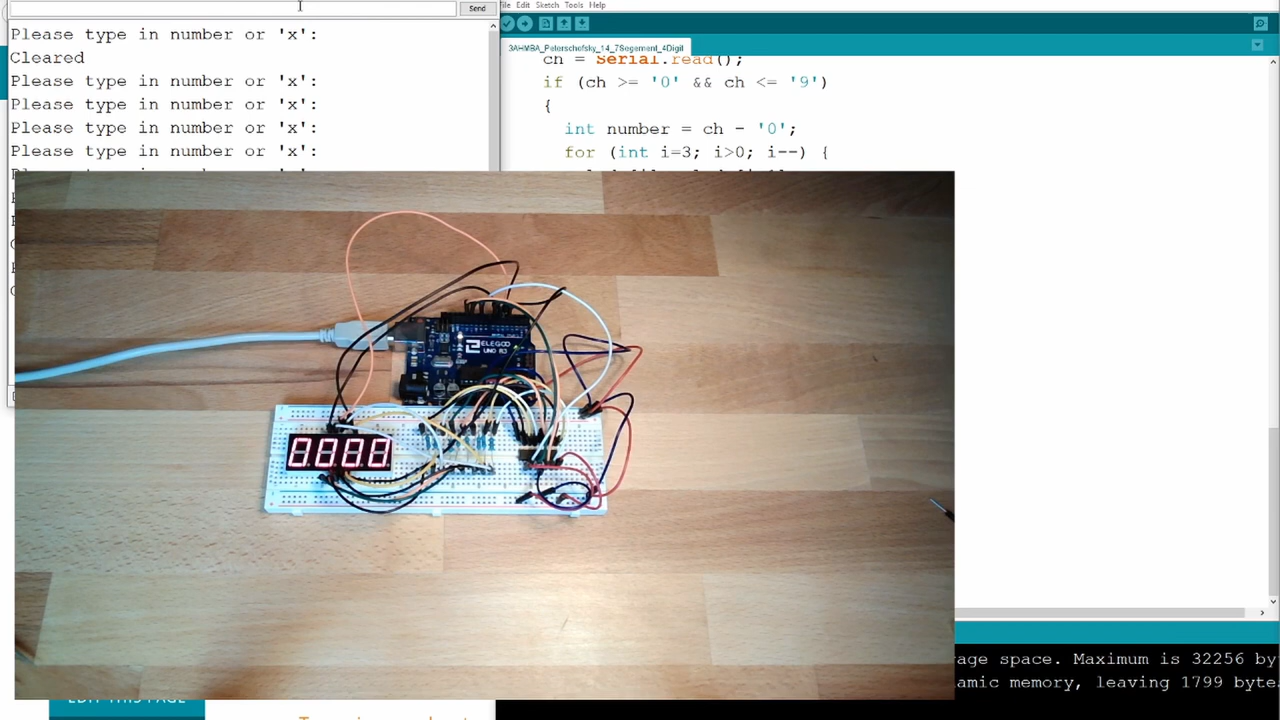 Send
Please type in number or 'x':
Cleared
Please type in number or 'x':
Please type in number or 'x':
Please type in number or 'x':
Please type in number or 'x':
File Edit Sketch Tools Help
3AHMBA_Peterschofsky_14_7Segement_4Digit
ch = Serial.read();
if (ch >= '0' && ch <= '9')
{
int number = ch - '0';
for (int i=3; i>0; i--) {
ELEGOO
UNO R3
0000
age space. Maximum is 32256 by
amic memory, leaving 1799 byte
EDIT THIS PAGE